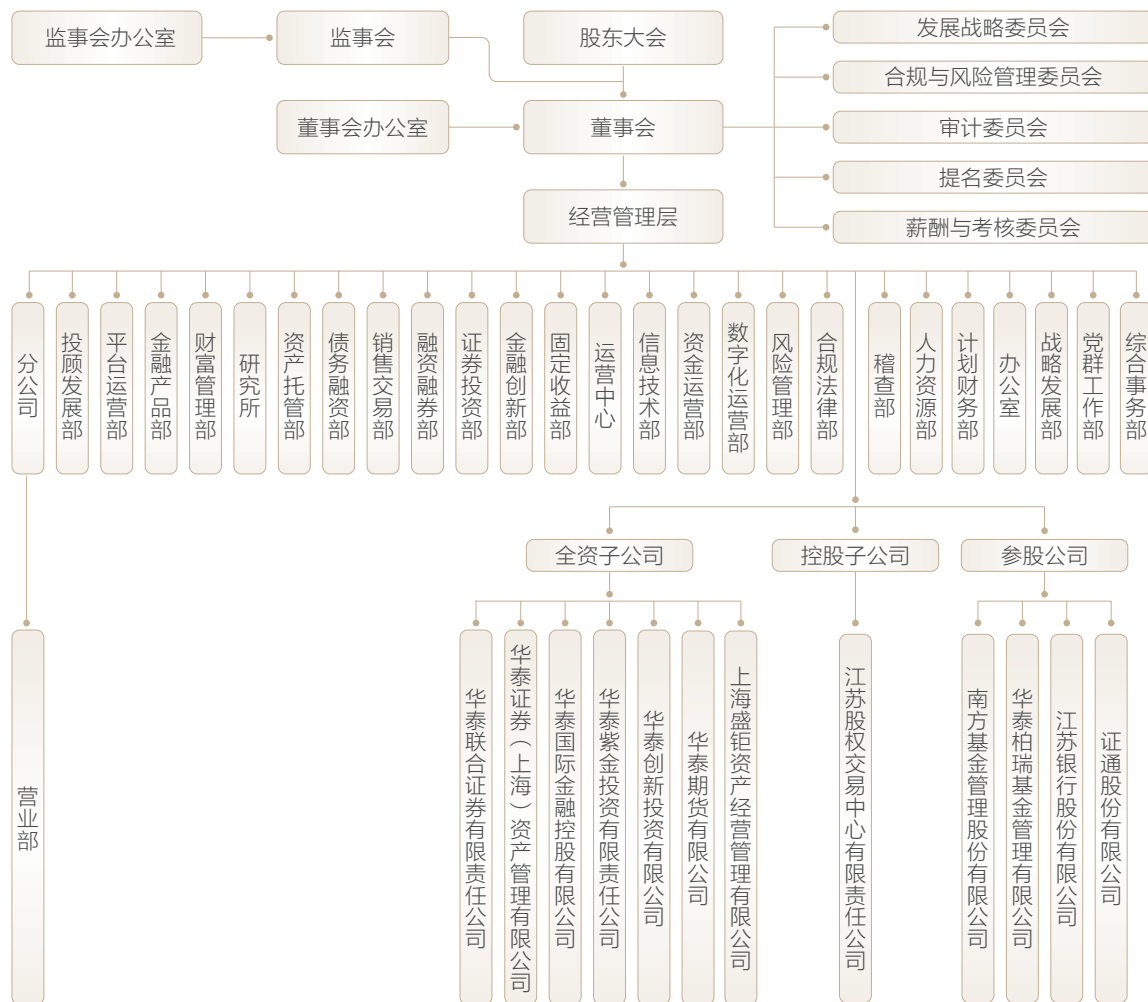 监事会办公室
监事会
股东大会
发展战略委员会
合规与风险管理委员会
董事会办公室
董事会
审计委员会
提名委员会
经营管理层
薪酬与考核委员会
分公司
投顾发展部
平台运营部
金融产品部
财富管理部
研究所
资产托管部
债务融资部
销售交易部
融资融券部
证券投资部
金融创新部
固定收益部
运营中心
信息技术部
资金运营部
数字化运营部
风险管理部
合规法律部
稽查部
人力资源部
计划财务部
办公室
战略发展部
党群工作部
综合事务部
全资子公司
控股子公司
参股公司
营业部
华泰联合证券有限责任公司
华泰证券（上海）资产管理有限公司
华泰国际金融控股有限公司
华泰紫金投资有限责任公司
华泰创新投资有限公司
华泰期货有限公司
上海盛钜资产经营管理有限公司
江苏股权交易中心有限责任公司
南方基金管理股份有限公司
华泰柏瑞基金管理有限公司
江苏银行股份有限公司
证通股份有限公司